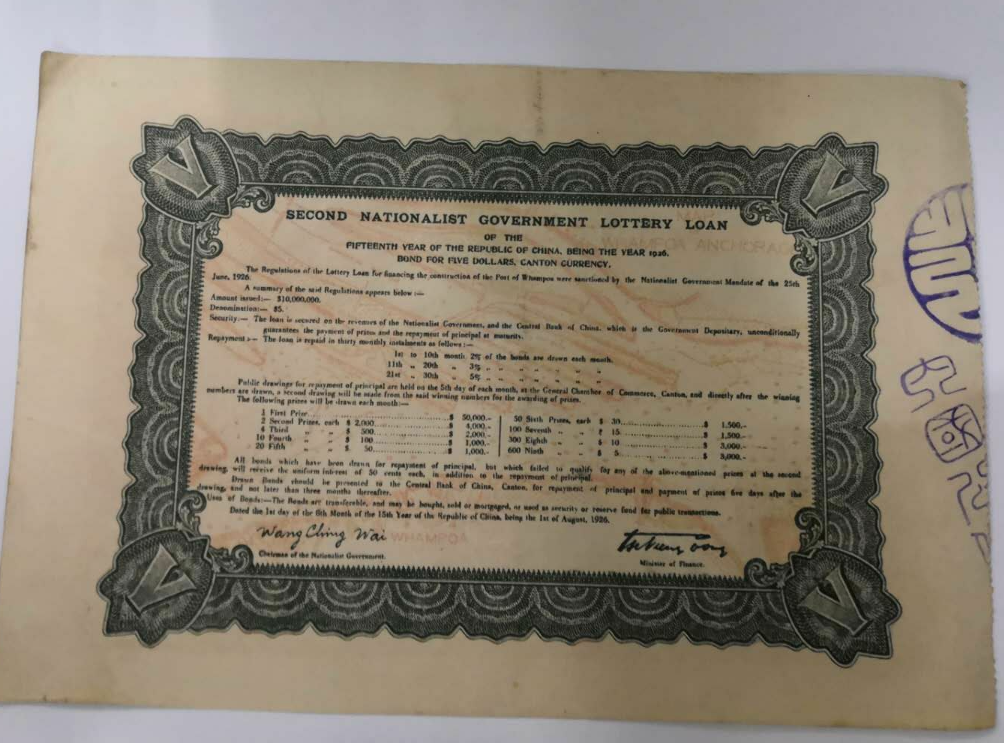 SECOND NATIONALIST GOVERNMENT LOTTERY LOAN
OF THE
FIFTEENTH YEAR OF THE REPUBLIC OF CHINA, BEING THE YEAR 1926.
BOND FOR FIVE DOLLARS, CANTON CURRENCY.
The Regulations of the Lottery Loan for financing the construction of the Port of Whampoa were sanctioned by the Nationalist Government Mandate of the 25th
June, 1926.
A summary of the said Regulations appears below :—
Amount issued:— $10,000,000.
Denomination:— $5.
Security:— The loan is secured on the revenues of the Nationalist Government, and the Central Bank of China, which is the Government Depositary, unconditionally
guarantees the payment of prizes and the repayment of principal at maturity.
Repayment :— The loan is repaid in thirty monthly instalments as follows :—
1st to 10th month 2% of the bonds are drawn each month.
11th „ 20th „ 3% „ „ „ „ „ „
21st „ 30th „ 5% „ „ „ „ „ „
Public drawings for repayment of principal are held on the 5th day of each month, at the General Chamber of Commerce, Canton, and directly after the winning
numbers are drawn, a second drawing will be made from the said winning numbers for the awarding of prizes.
The following prizes will be drawn each month:—
1 First Prize $ 50,000.-
2 Second Prizes, each $ 2,000 $ 4,000.-
4 Third „ „ $ 500 $ 2,000.-
10 Fourth „ „ $ 100 $ 1,000.-
20 Fifth „ „ $ 50 $ 1,000.-
50 Sixth Prizes, each $ 30 $ 1,500.-
100 Seventh „ „ $ 15 $ 1,500.-
300 Eighth „ „ $ 10 $ 3,000.-
600 Ninth „ „ $ 5 $ 3,000.-
All bonds which have been drawn for repayment of principal, but which failed to qualify for any of the above-mentioned prizes at the second
drawing, will receive the uniform interest of 50 cents each, in addition to the repayment of principal.
Drawn Bonds should be presented to the Central Bank of China, Canton, for repayment of principal and payment of prizes five days after the
drawing, and not later than three months thereafter.
Uses of Bonds:—The Bonds are transferable, and may be bought, sold or mortgaged, or used as security or reserve fund for public transactions.
Dated the 1st day of the 8th Month of the 15th Year of the Republic of China, being the 1st of August, 1926.
Wang Ching Wai
Chairman of the Nationalist Government.
Minister of Finance.
V
V
V
V